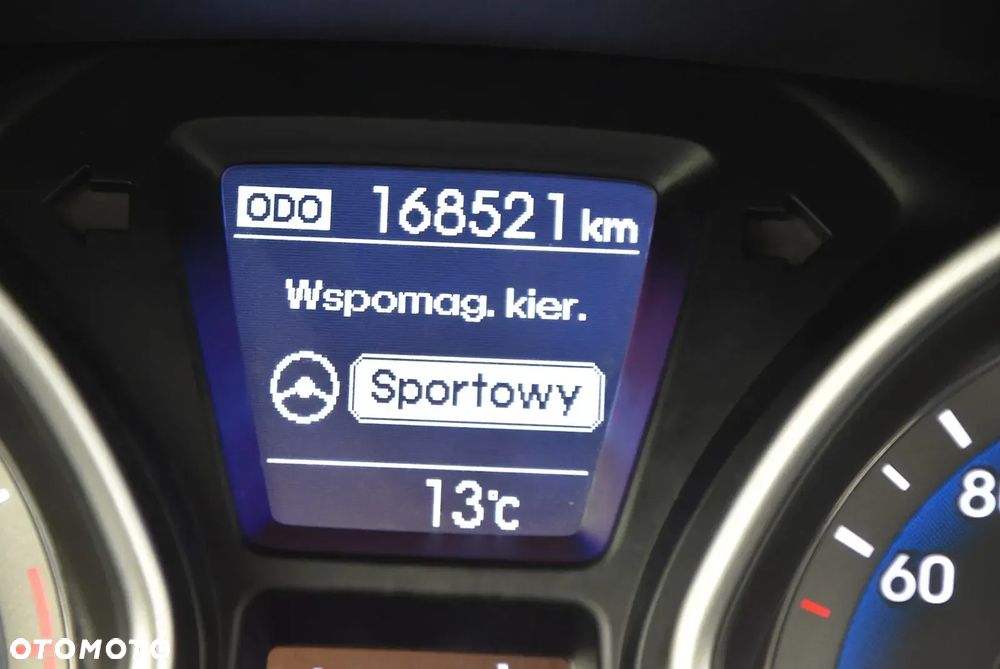 ODO 168521 km
Wspomag. kier.
Sportowy
13°C
80
60
OTOMOTO